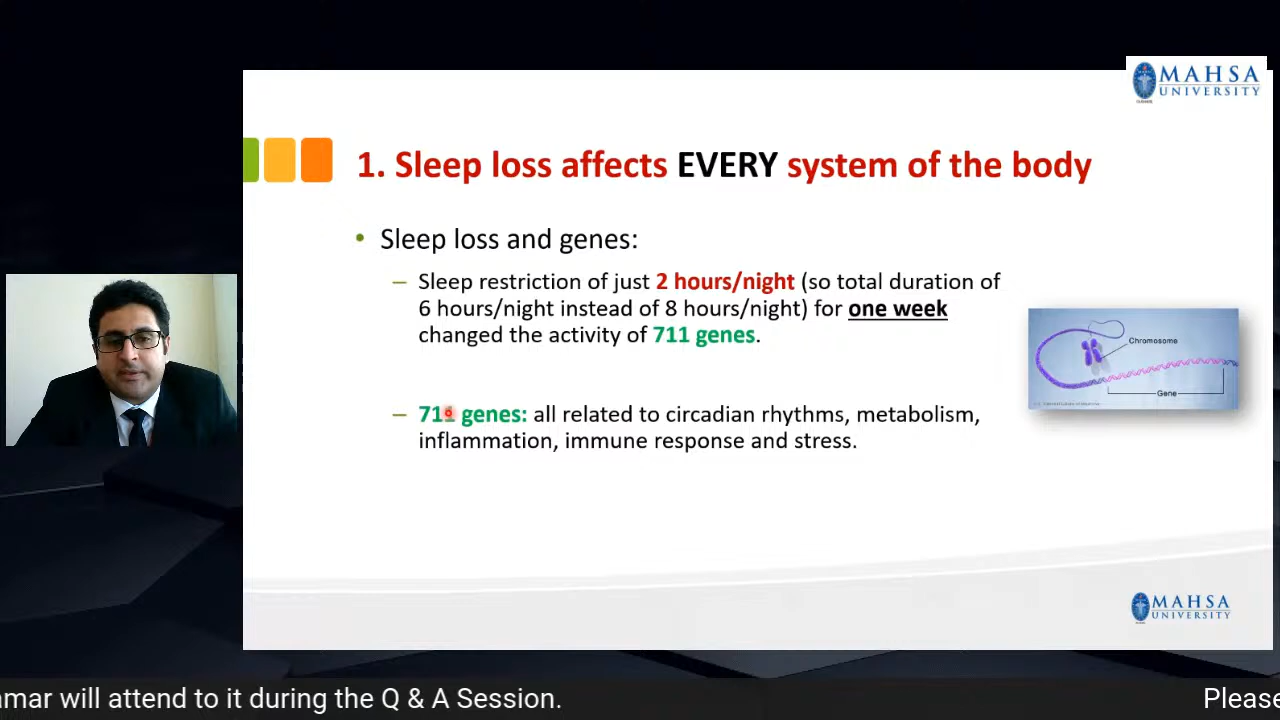 MAHSA
UNIVERSITY
1. Sleep loss affects EVERY system of the body
• Sleep loss and genes:
– Sleep restriction of just 2 hours/night (so total duration of
6 hours/night instead of 8 hours/night) for one week
changed the activity of 711 genes.
Chromosome
Gene
– 711 genes: all related to circadian rhythms, metabolism,
inflammation, immune response and stress.
MAHSA
UNIVERSITY
amar will attend to it during the Q & A Session.
Please